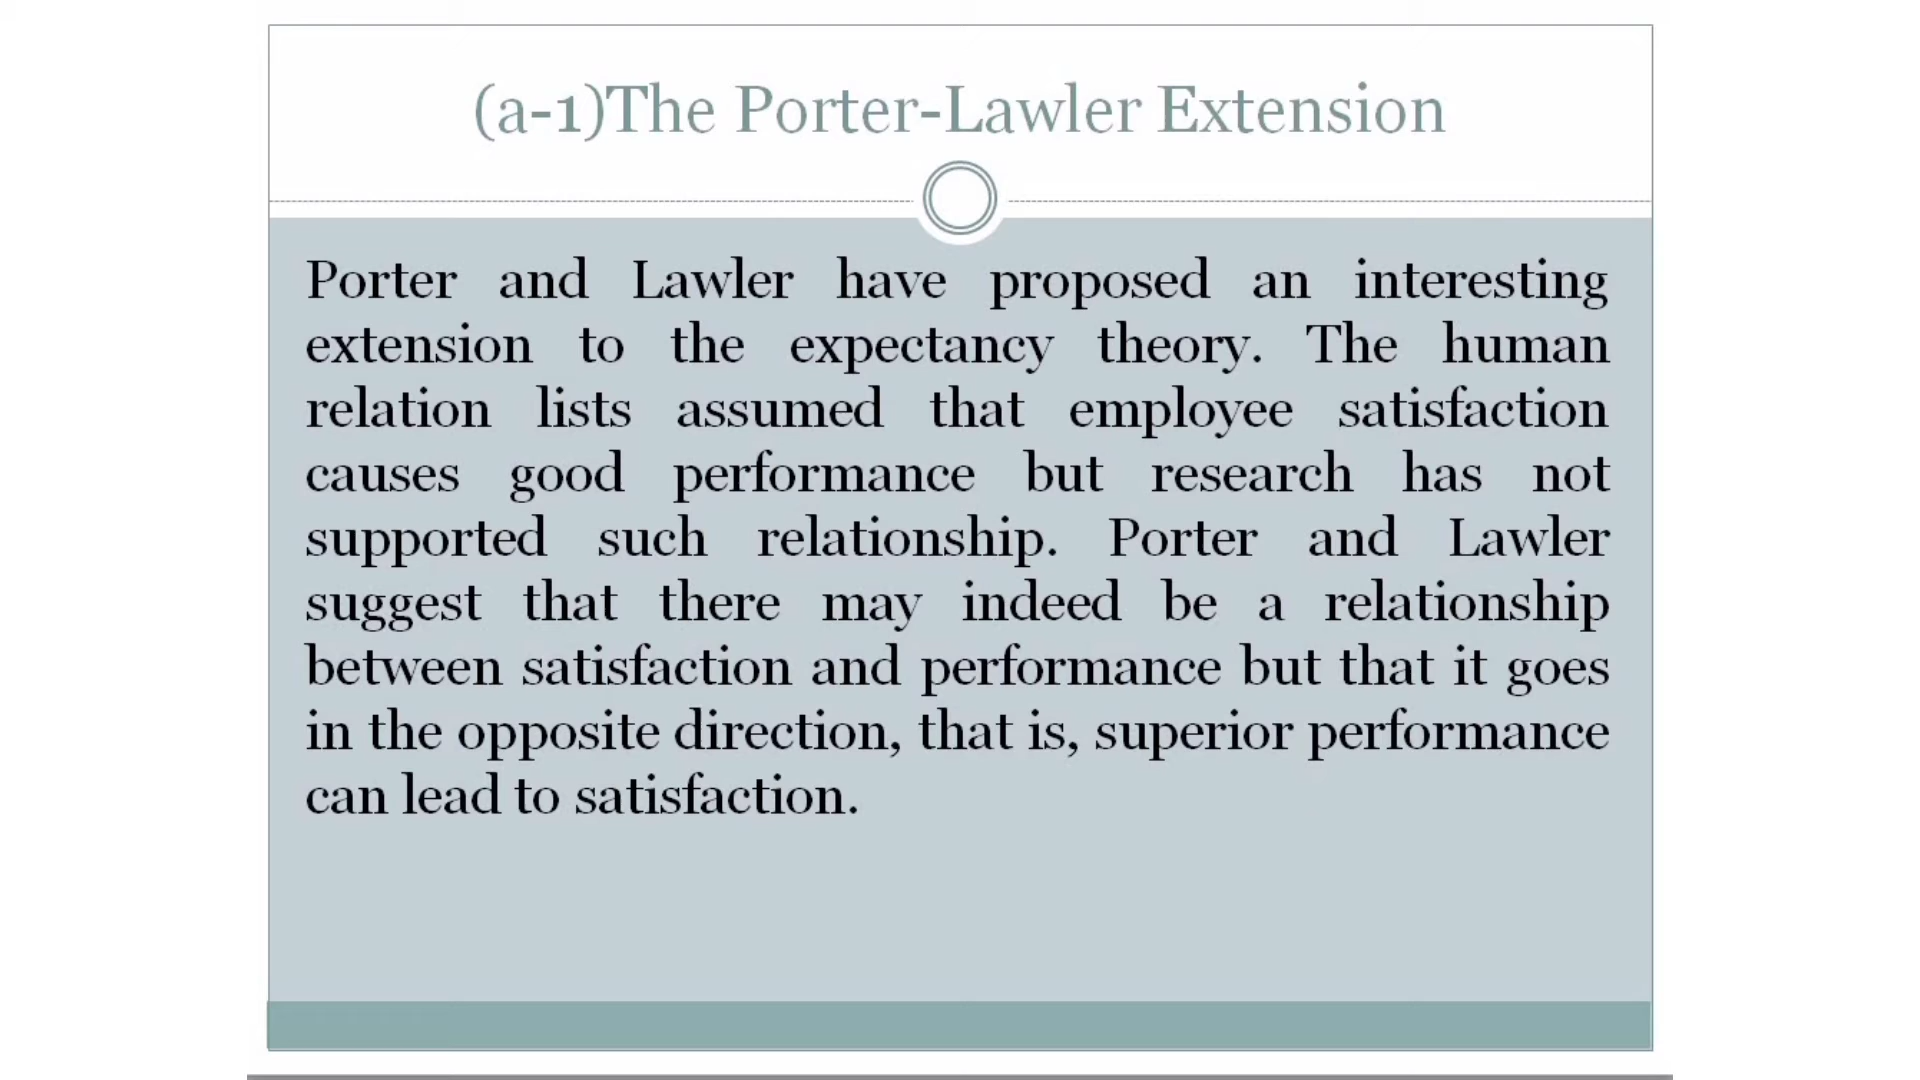 (a-1)The Porter-Lawler Extension
Porter and Lawler have proposed an interesting
extension to the expectancy theory. The human
relation lists assumed that employee satisfaction
causes good performance but research has not
supported such relationship. Porter and Lawler
suggest that there may indeed be a relationship
between satisfaction and performance but that it goes
in the opposite direction, that is, superior performance
can lead to satisfaction.